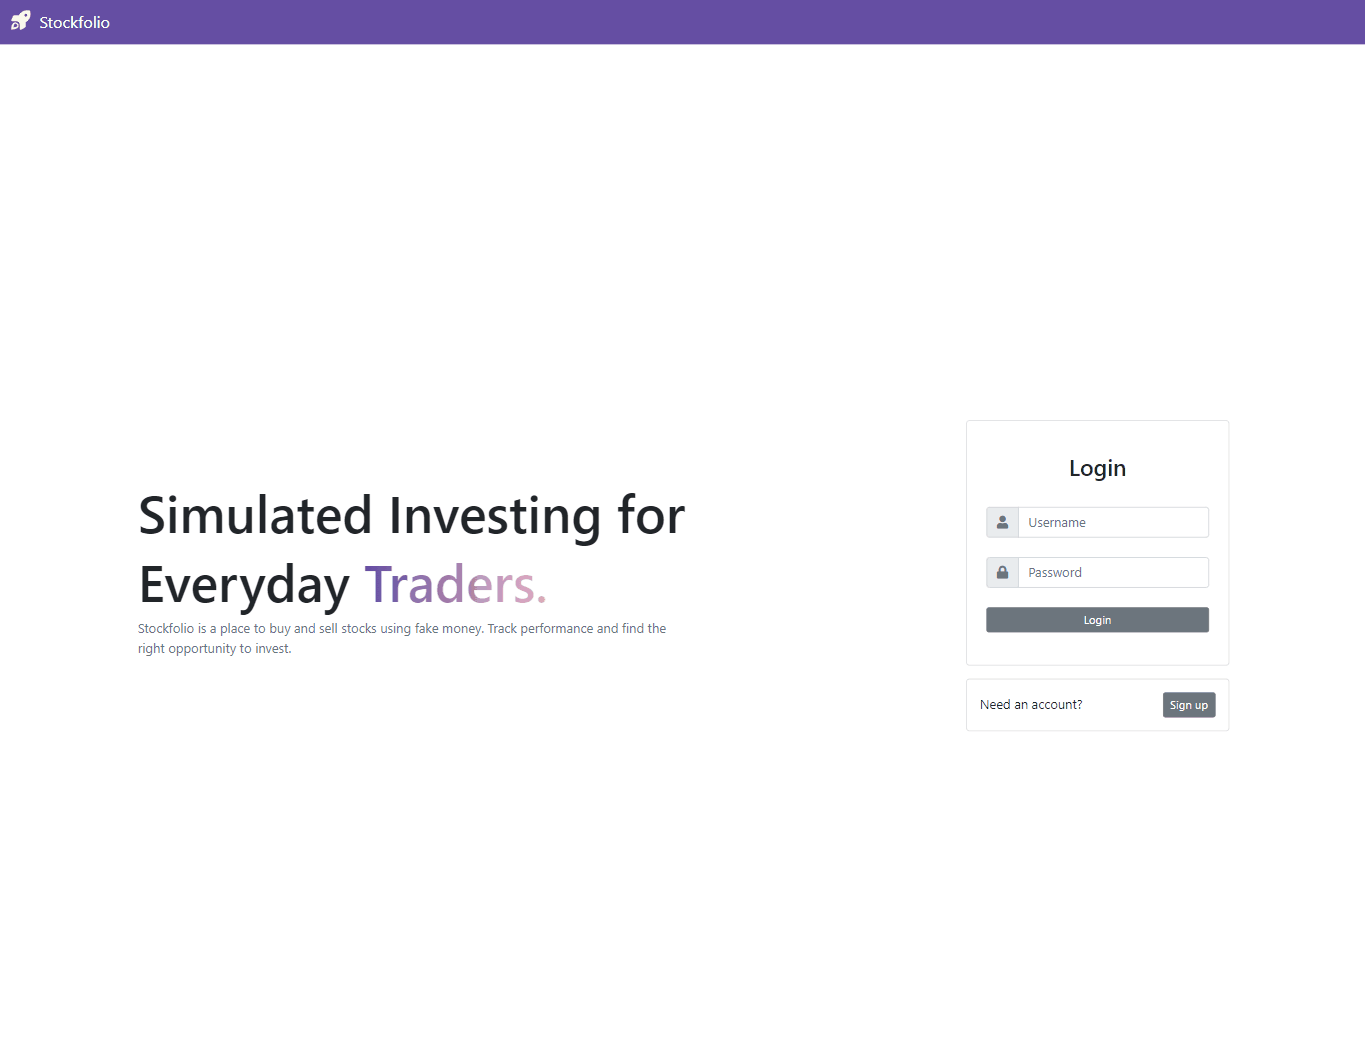 Stockfolio
Simulated Investing for
Everyday Traders.
Stockfolio is a place to buy and sell stocks using fake money. Track performance and find the
right opportunity to invest.
Login
Username
Password
Login
Need an account?
Sign up